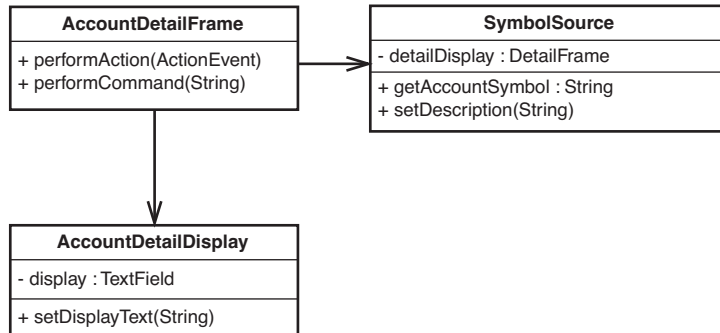 AccountDetailFrame
+ performAction(ActionEvent)
+ performCommand(String)
SymbolSource
- detailDisplay : DetailFrame
+ getAccountSymbol : String
+ setDescription(String)
AccountDetailDisplay
- display : TextField
+ setDisplayText(String)